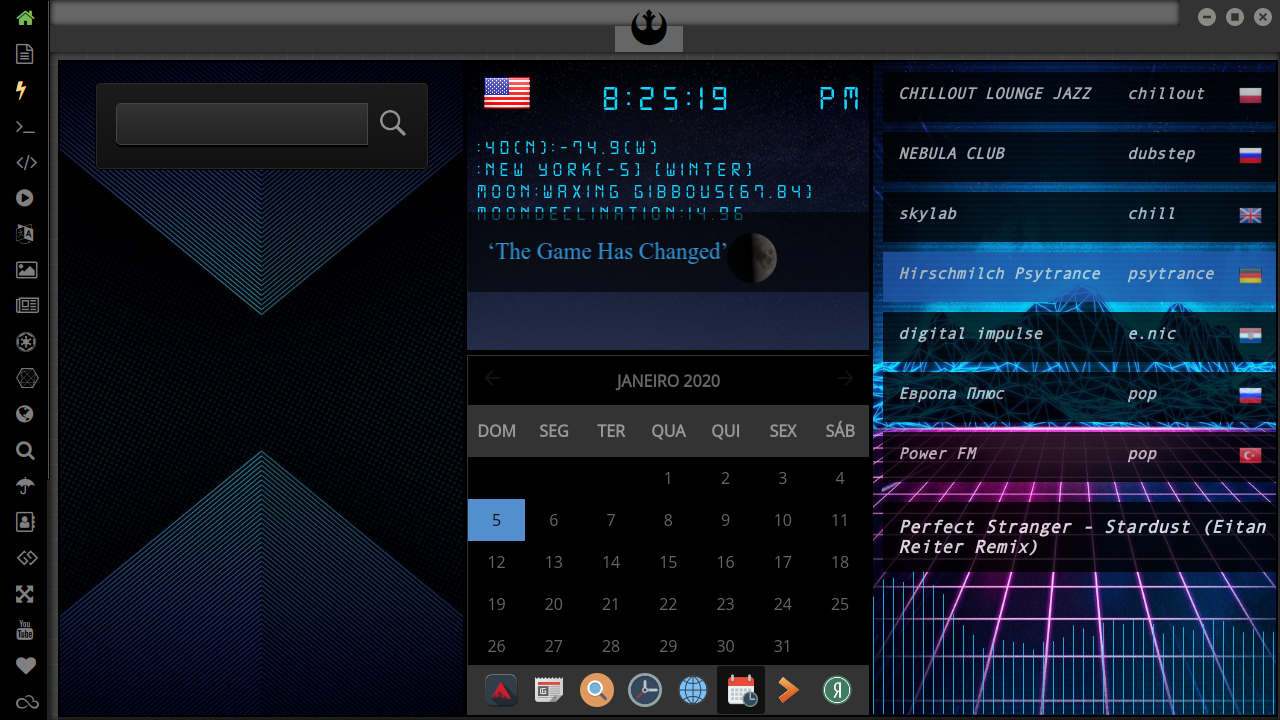 8:25:19 PM
:40(N):-74.9(W)
:NEW YORK[-5] (WINTER)
MOON:WAXING GIBBOUS(67.84)
MOONDECLINATION:14.96
‘The Game Has Changed’
JANEIRO 2020
DOM SEG TER QUA QUI SEX SÁB
1 2 3 4
5 6 7 8 9 10 11
12 13 14 15 16 17 18
19 20 21 22 23 24 25
26 27 28 29 30 31
CHILLOUT LOUNGE JAZZ chillout
NEBULA CLUB dubstep
skylab chill
Hirschmilch Psytrance psytrance
digital impulse e.nic
Европа Плюс pop
Power FM pop
Perfect Stranger - Stardust (Eitan
Reiter Remix)
You
Tube
Я